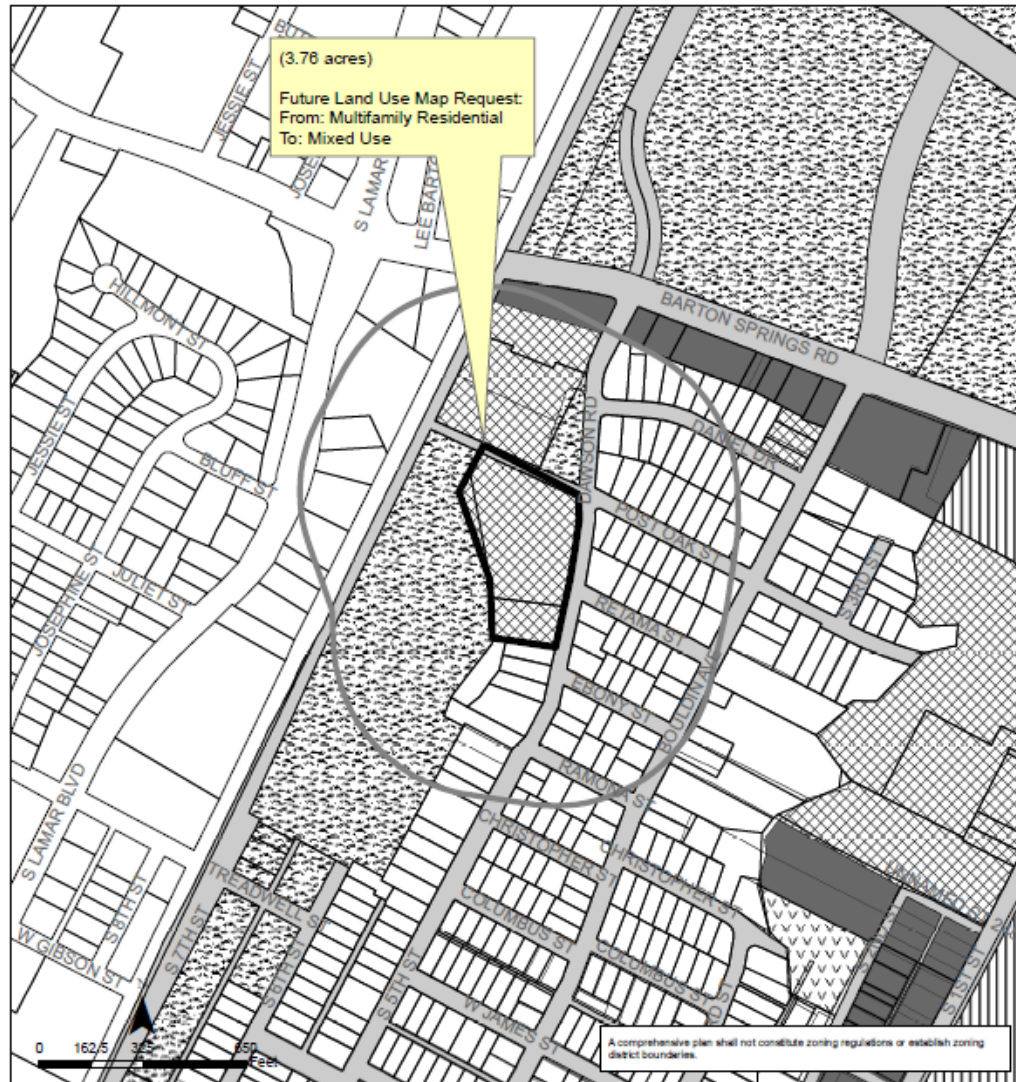 (3.76 acres)
Future Land Use Map Request:
From: Multifamily Residential
To: Mixed Use
JESSIE ST
S LAMAR
LEE BARTO
BARTON SPRINGS RD
HILLMONT ST
JESSIE ST
BLUFF ST
DAWSON RD
DANIEL DR
POST OAK ST
S 3RD ST
JULIET ST
JOSEPHINE ST
RETAMA ST
EBONY ST
BOULDIN AVE
RAMONA ST
S LAMAR BLVD
CHRISTOPHER ST
CHRISTOPHER ST
TREADWELL ST
COLUMBUS ST
COLUMBUS ST
S 8TH ST
W GIBSON ST
S 7TH ST
S 6TH ST
S 5TH ST
W JAMES ST
S 1ST ST
0 162.5 325 650
Feet
A comprehensive plan shall not constitute zoning regulations or establish zoning
district boundaries.